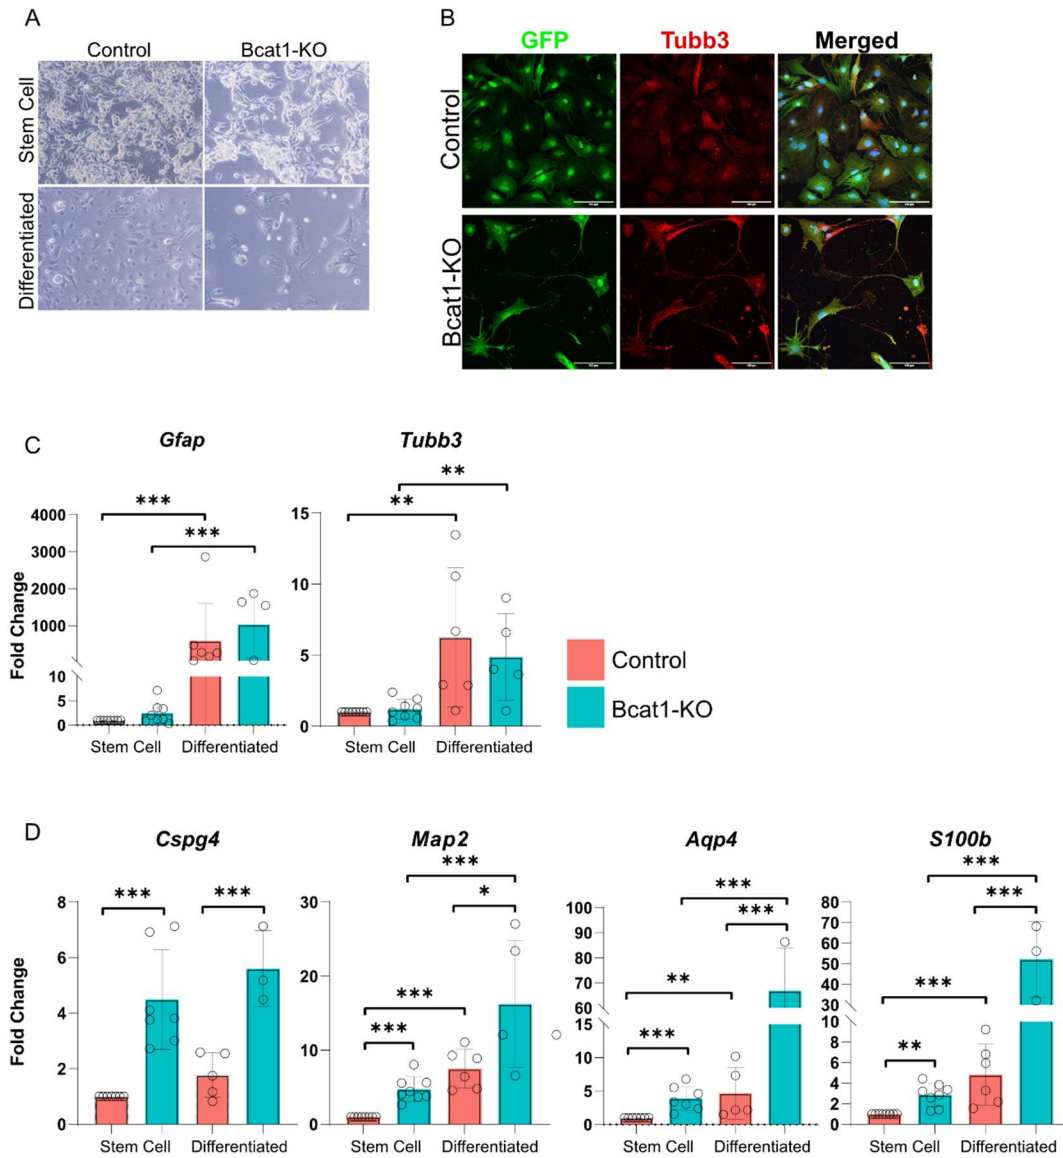 A
Control Bcat1-KO
Stem Cell
Differentiated
B
GFP Tubb3 Merged
Control
Bcat1-KO
C
Gfap Tubb3
*** **
*** **
Fold Change
4000
3000
2000
1000
10
5
0
Stem Cell Differentiated
15
10
5
0
Stem Cell Differentiated
Control
Bcat1-KO
D
Cspg4 Map2 Aqp4 S100b
Fold Change
*** ***
8
6
4
2
0
Stem Cell Differentiated
***
*
***
***
30
20
10
0
Stem Cell Differentiated
***
***
**
***
100
90
80
70
60
15
10
5
0
Stem Cell Differentiated
***
***
***
**
80
70
60
50
40
30
8
6
4
2
0
Stem Cell Differentiated